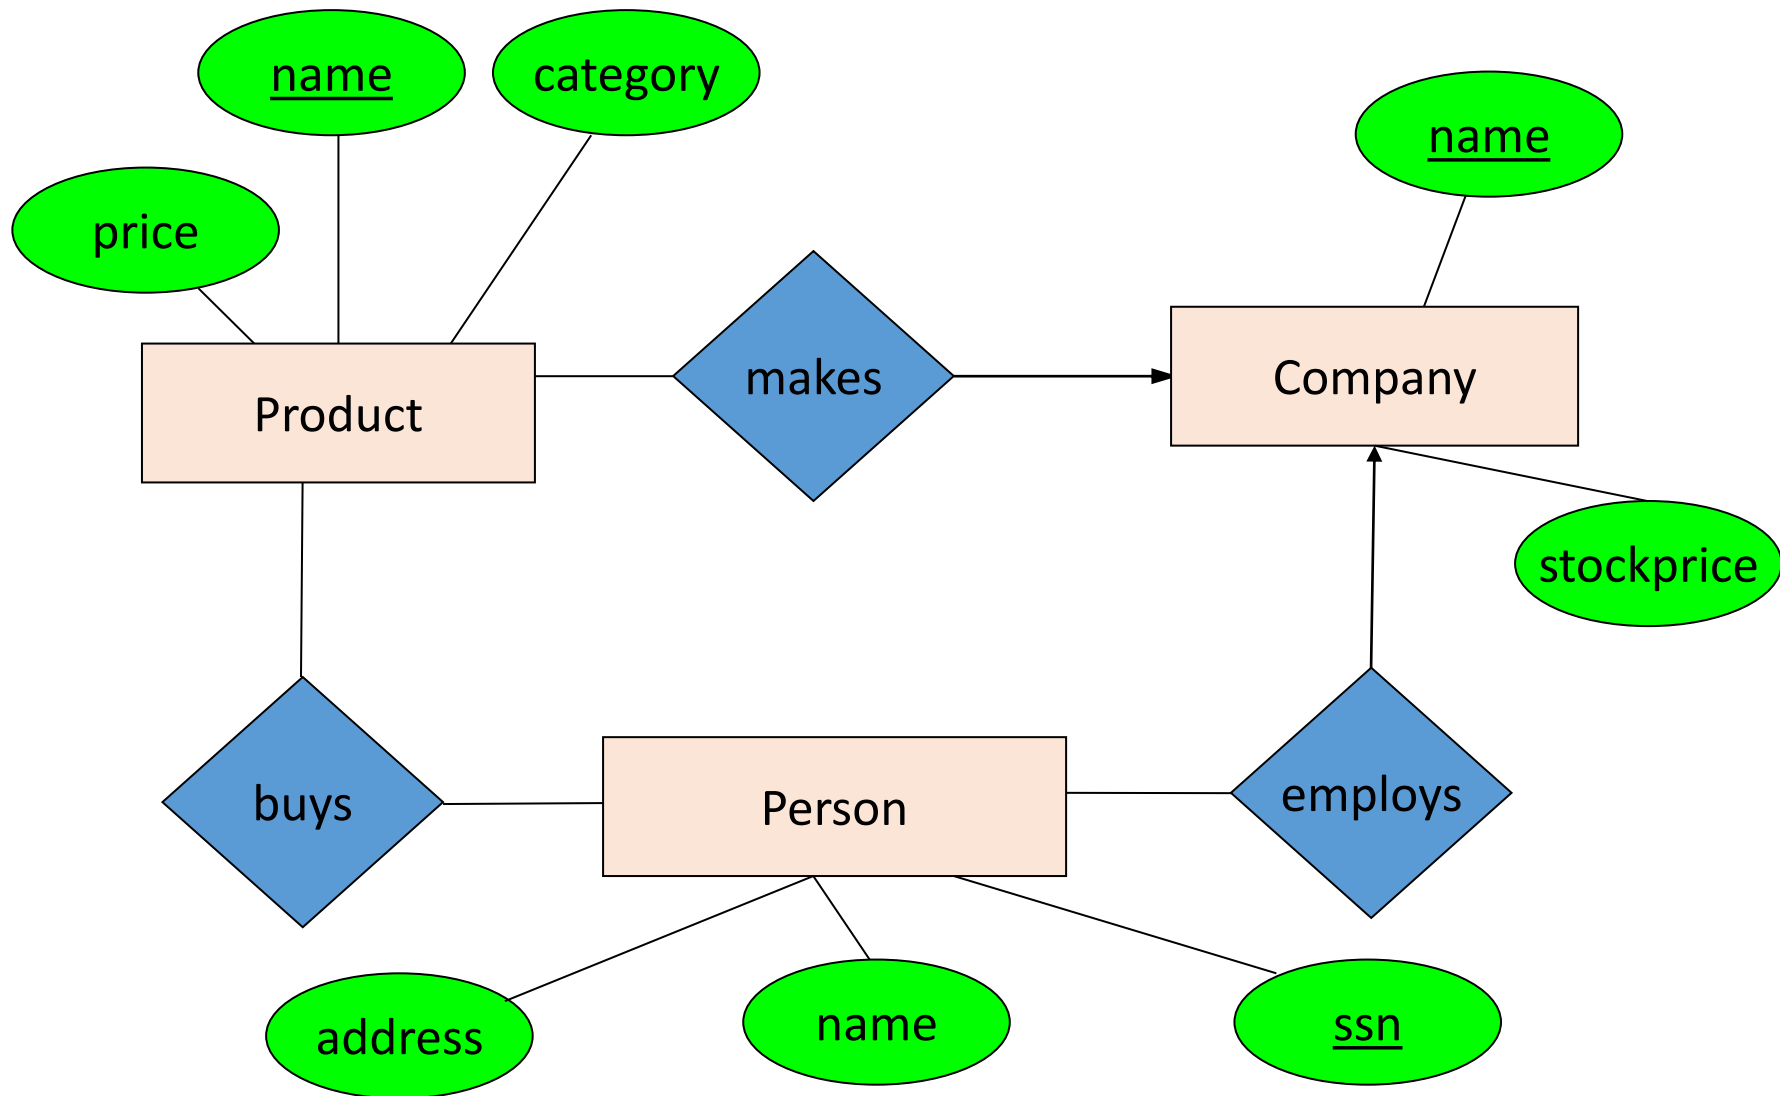 name
category
name
price
makes
Company
Product
stockprice
buys
Person
employs
address
name
ssn